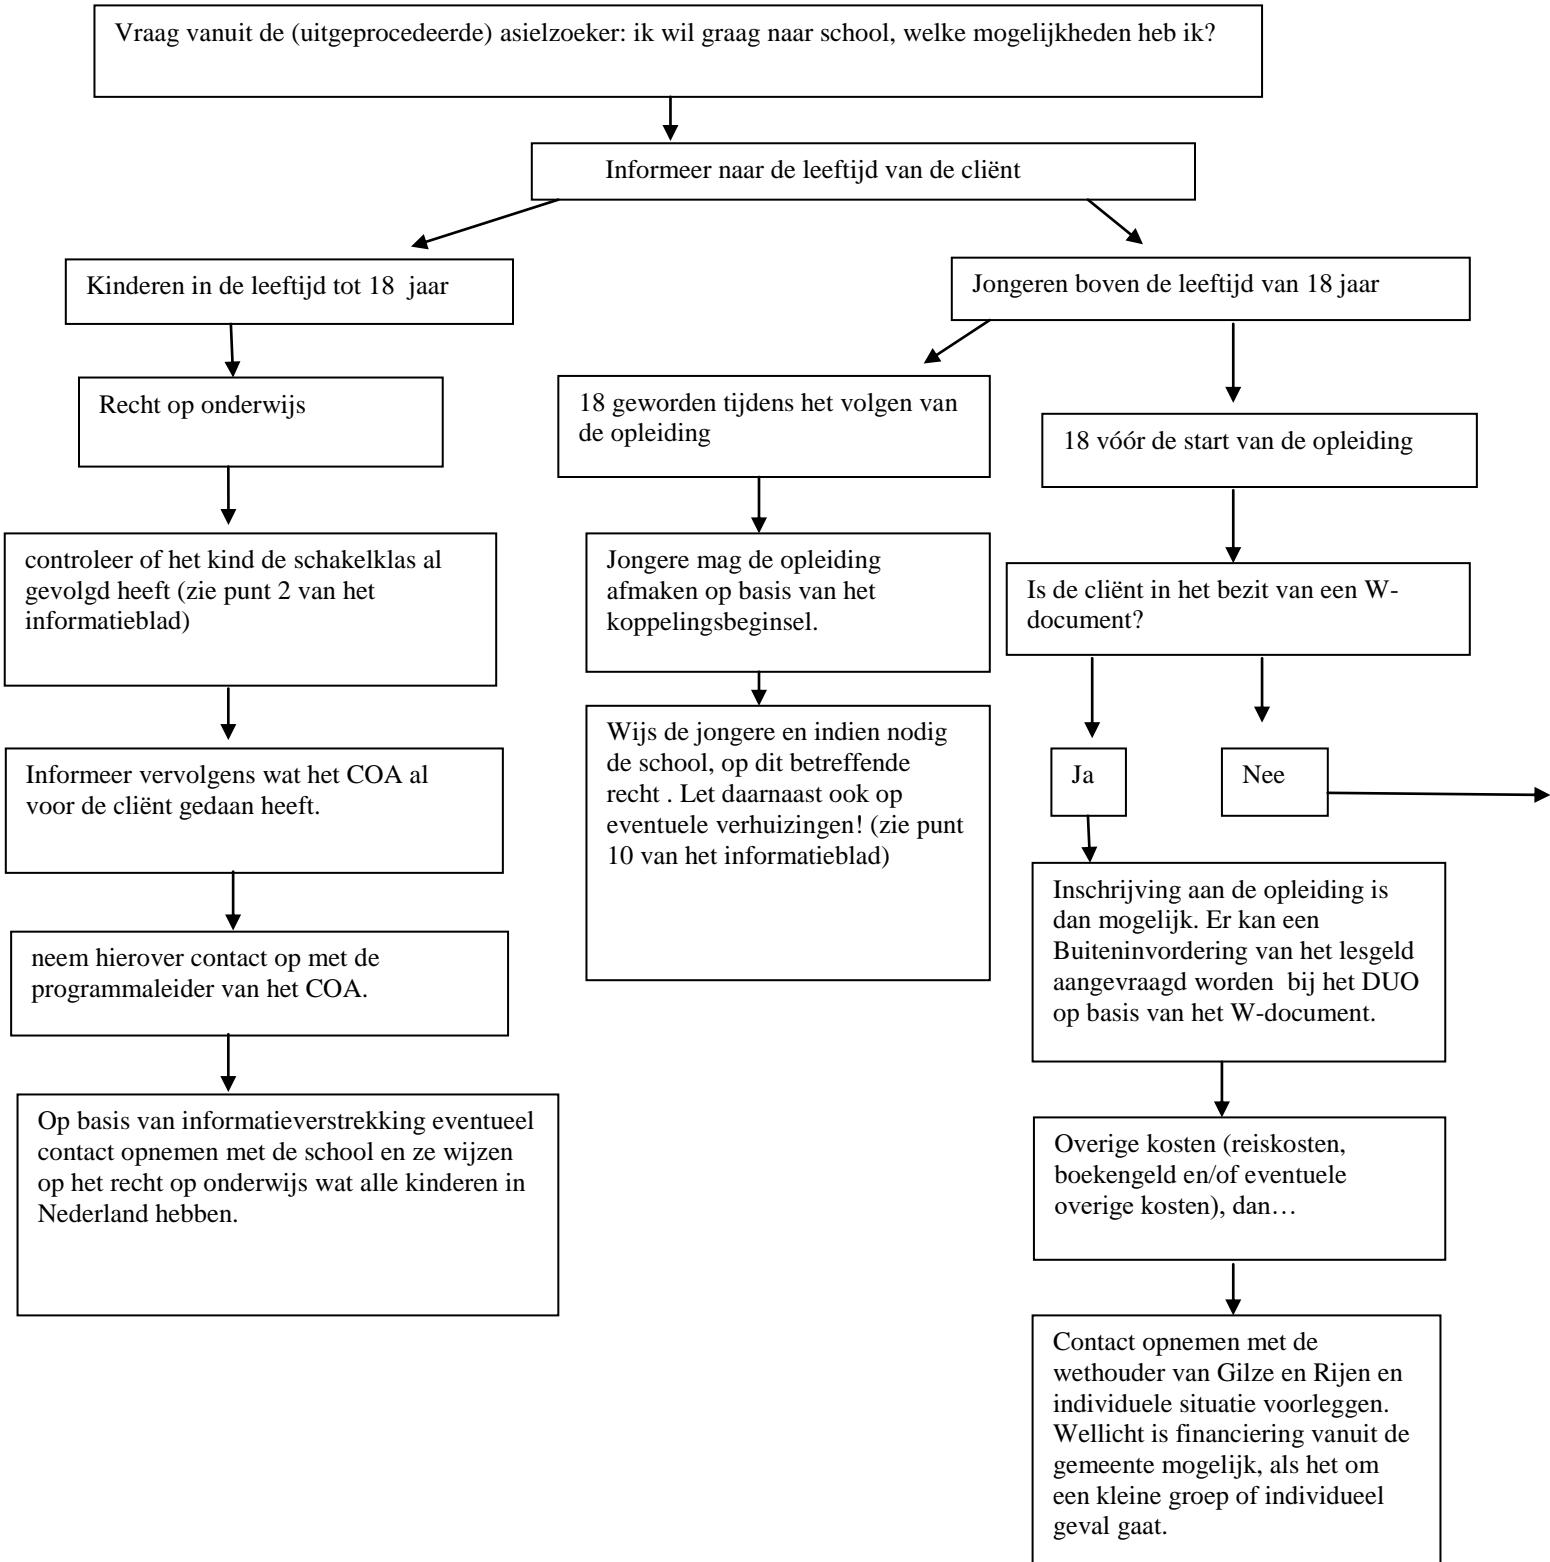 Vraag vanuit de (uitgeprocedeerde) asielzoeker: ik wil graag naar school, welke mogelijkheden heb ik?
Informeer naar de leeftijd van de cliënt
Kinderen in de leeftijd tot 18 jaar
Recht op onderwijs
controleer of het kind de schakelklas al
gevolgd heeft (zie punt 2 van het
informatieblad)
Informeer vervolgens wat het COA al
voor de cliënt gedaan heeft.
neem hierover contact op met de
programmaleider van het COA.
Op basis van informatieverstrekking eventueel
contact opnemen met de school en ze wijzen
op het recht op onderwijs wat alle kinderen in
Nederland hebben.
Jongeren boven de leeftijd van 18 jaar
18 geworden tijdens het volgen van
de opleiding
Jongere mag de opleiding
afmaken op basis van het
koppelingsbeginsel.
Wijs de jongere en indien nodig
de school, op dit betreffende
recht . Let daarnaast ook op
eventuele verhuizingen! (zie punt
10 van het informatieblad)
18 vóór de start van de opleiding
Is de cliënt in het bezit van een W-
document?
Ja
Nee
Inschrijving aan de opleiding is
dan mogelijk. Er kan een
Buiteninvordering van het lesgeld
aangevraagd worden bij het DUO
op basis van het W-document.
Overige kosten (reiskosten,
boekengeld en/of eventuele
overige kosten), dan…
Contact opnemen met de
wethouder van Gilze en Rijen en
individuele situatie voorleggen.
Wellicht is financiering vanuit de
gemeente mogelijk, als het om
een kleine groep of individueel
geval gaat.